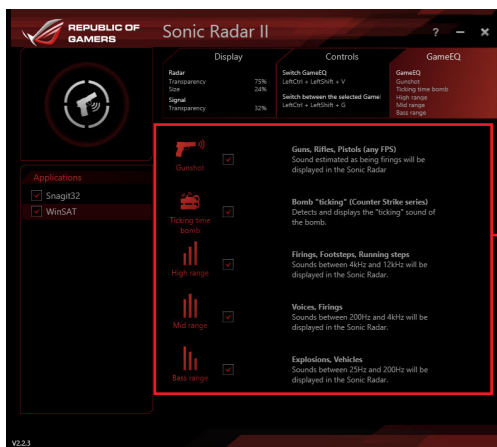 REPUBLIC OF
GAMERS
Sonic Radar II
? — ×
Display
Radar
Transparency 75%
Size 24%
Signal
Transparency 32%
Controls
Switch GameEQ
LeftCtrl + LeftShift + V
Switch between the selected Gamel
LeftCtrl + LeftShift + G
GameEQ
GameEQ
Gunshot
Ticking time bomb
High range
Mid range
Bass range
Applications
Snagit32
WinSAT
Gunshot
Guns, Rifles, Pistols (any FPS)
Sound estimated as being firings will be
displayed in the Sonic Radar
Ticking time
bomb
Bomb "ticking" (Counter Strike series)
Detects and displays the "ticking" sound of
the bomb.
High range
Firings, Footsteps, Running steps
Sounds between 4kHz and 12kHz will be
displayed in the Sonic Radar.
Mid range
Voices, Firings
Sounds between 200Hz and 4kHz will be
displayed in the Sonic Radar.
Bass range
Explosions, Vehicles
Sounds between 25Hz and 200Hz will be
displayed in the Sonic Radar.
V2.2.3